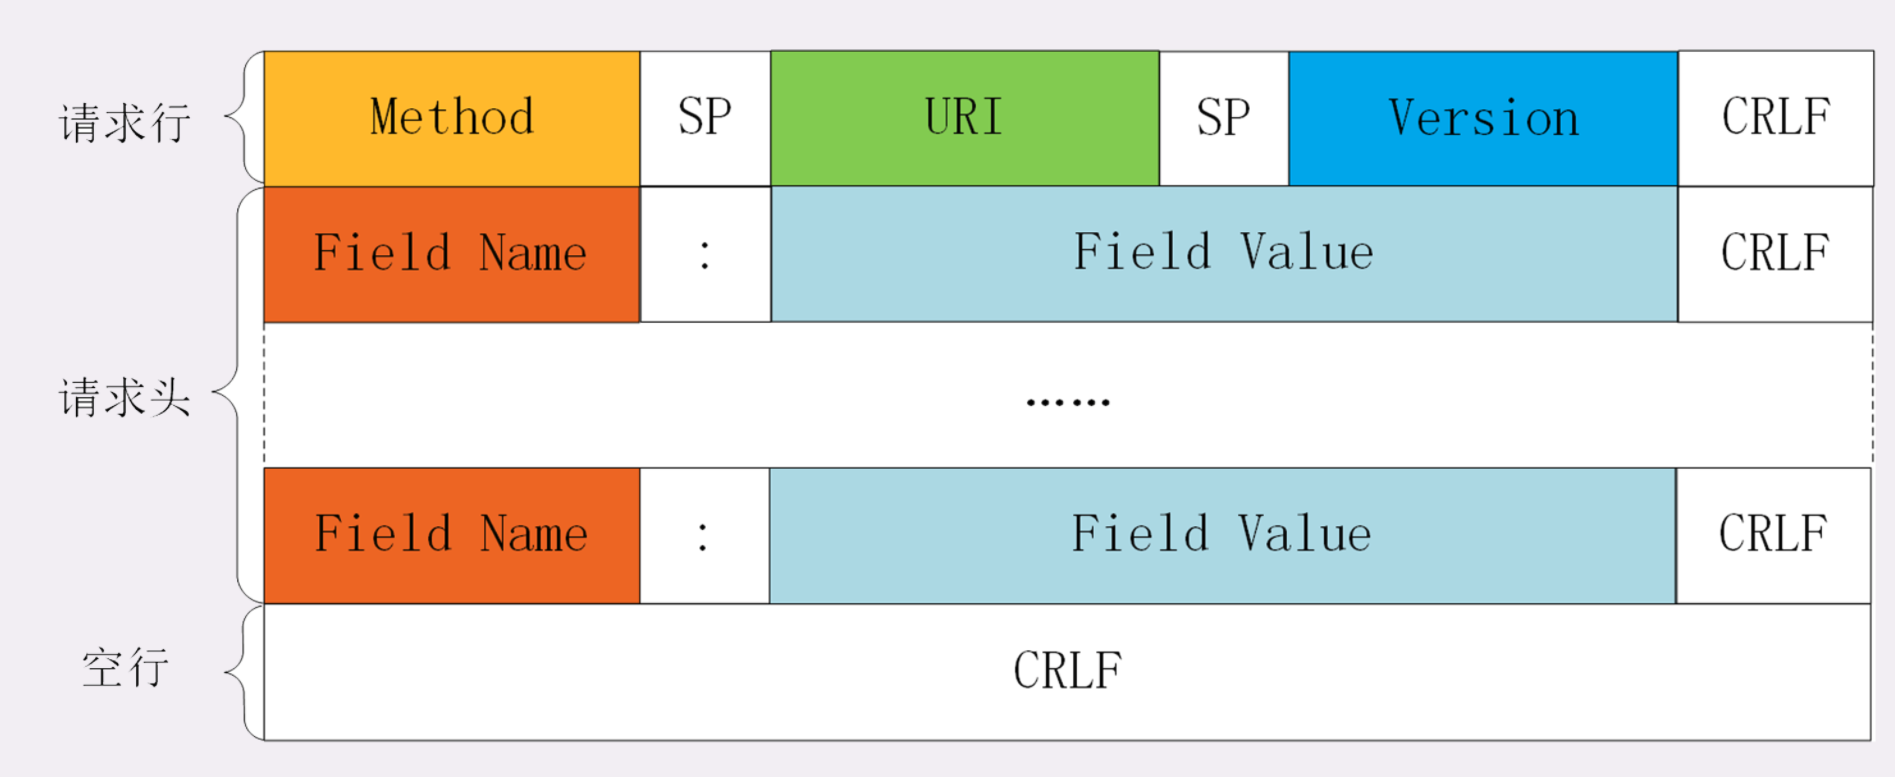 请求行 Method SP URI SP Version CRLF
Field Name : Field Value CRLF
请求头 ……
Field Name : Field Value CRLF
空行 CRLF